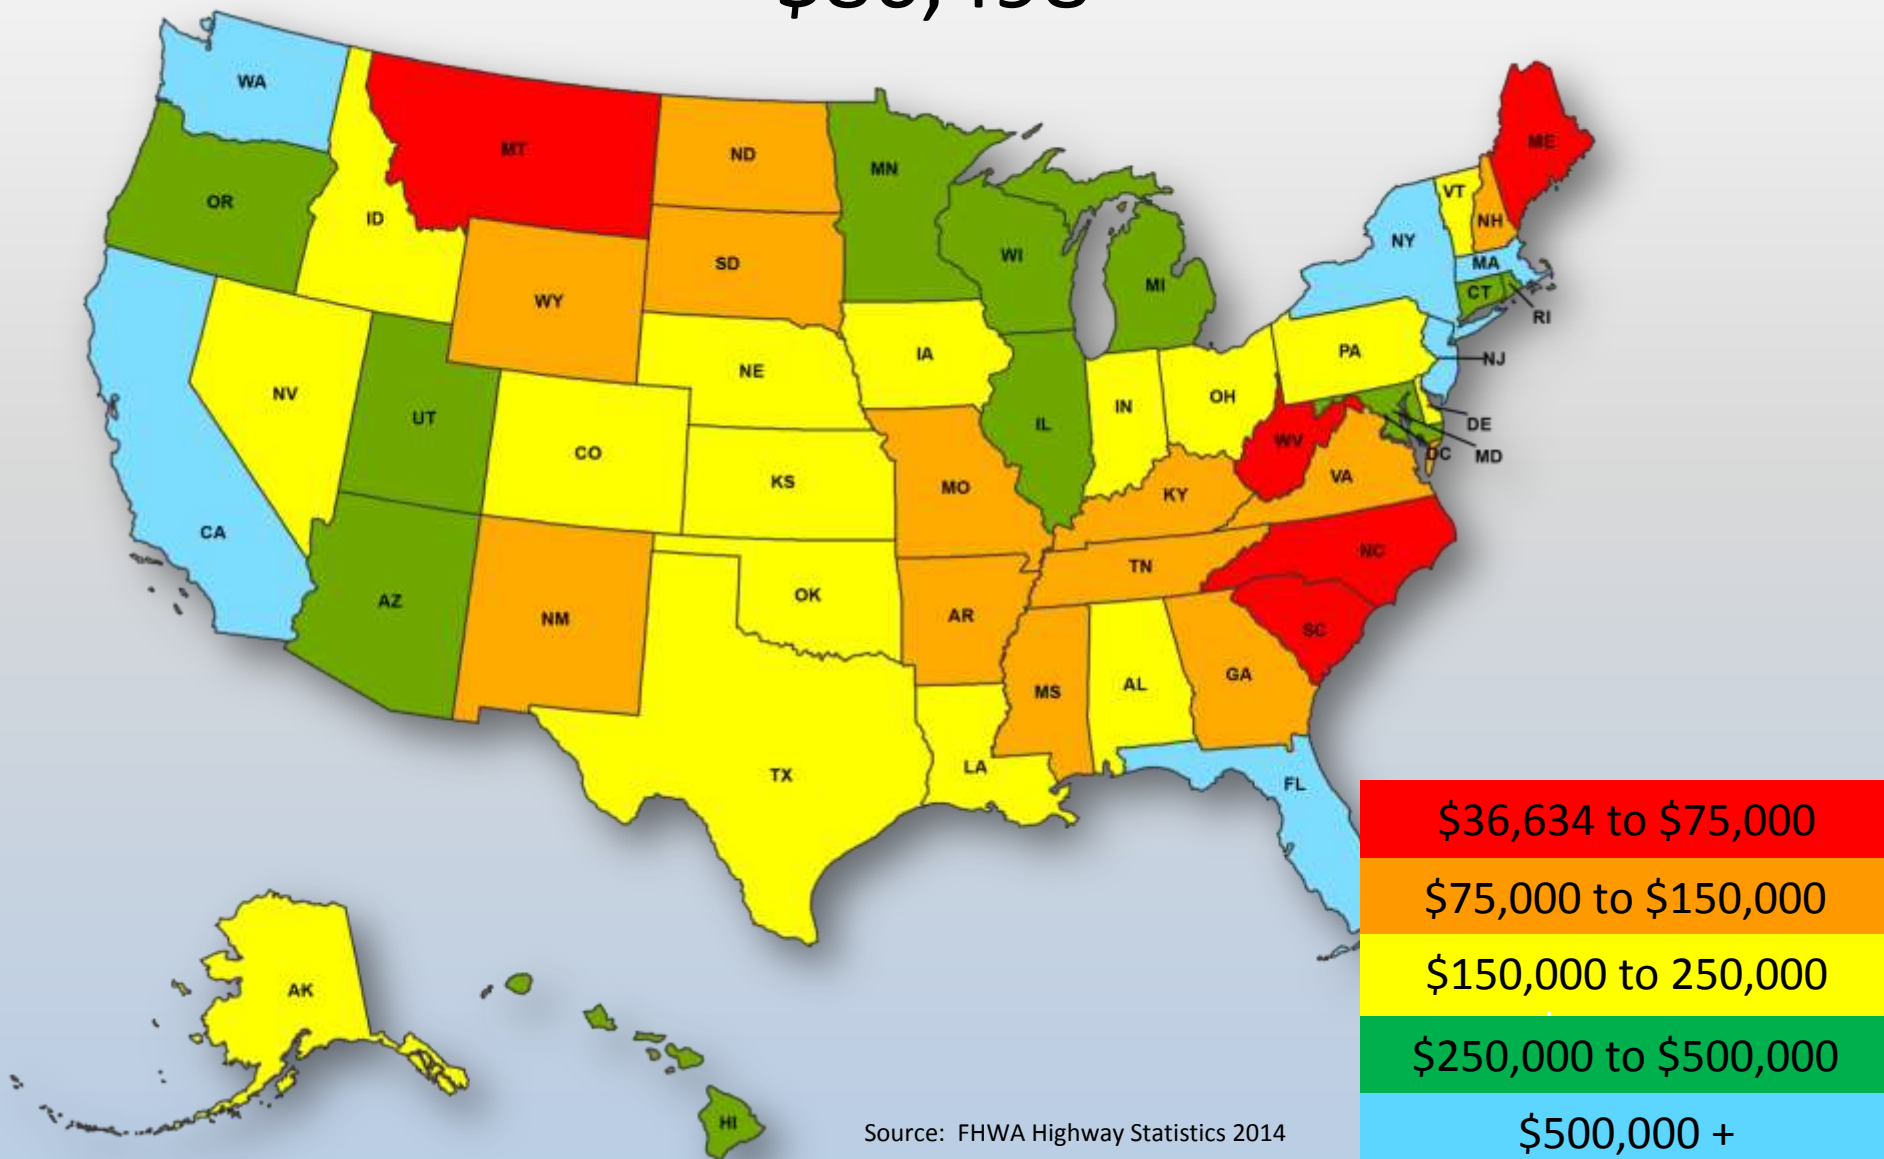 WA
MT
ND
MN
ME
OR
ID
SD
WI
MI
VT
NH
NY
MA
CT
RI
WY
NV
UT
CO
NE
IA
IL
IN
OH
PA
NJ
DE
MD
DC
WV
VA
KY
KS
MO
CA
AZ
NM
OK
AR
TN
NC
SC
MS
AL
GA
TX
LA
FL
AK
HI
$36,634 to $75,000
$75,000 to $150,000
$150,000 to 250,000
$250,000 to $500,000
$500,000 +
Source: FHWA Highway Statistics 2014